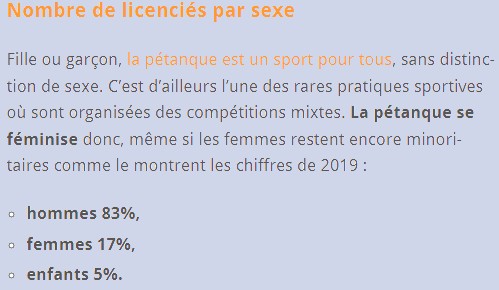 Nombre de licenciés par sexe
Fille ou garçon, la pétanque est un sport pour tous, sans distinc-
tion de sexe. C’est d’ailleurs l’une des rares pratiques sportives
où sont organisées des compétitions mixtes. La pétanque se
féminise donc, même si les femmes restent encore minori-
taires comme le montrent les chiffres de 2019 :
hommes 83%,
femmes 17%,
enfants 5%.